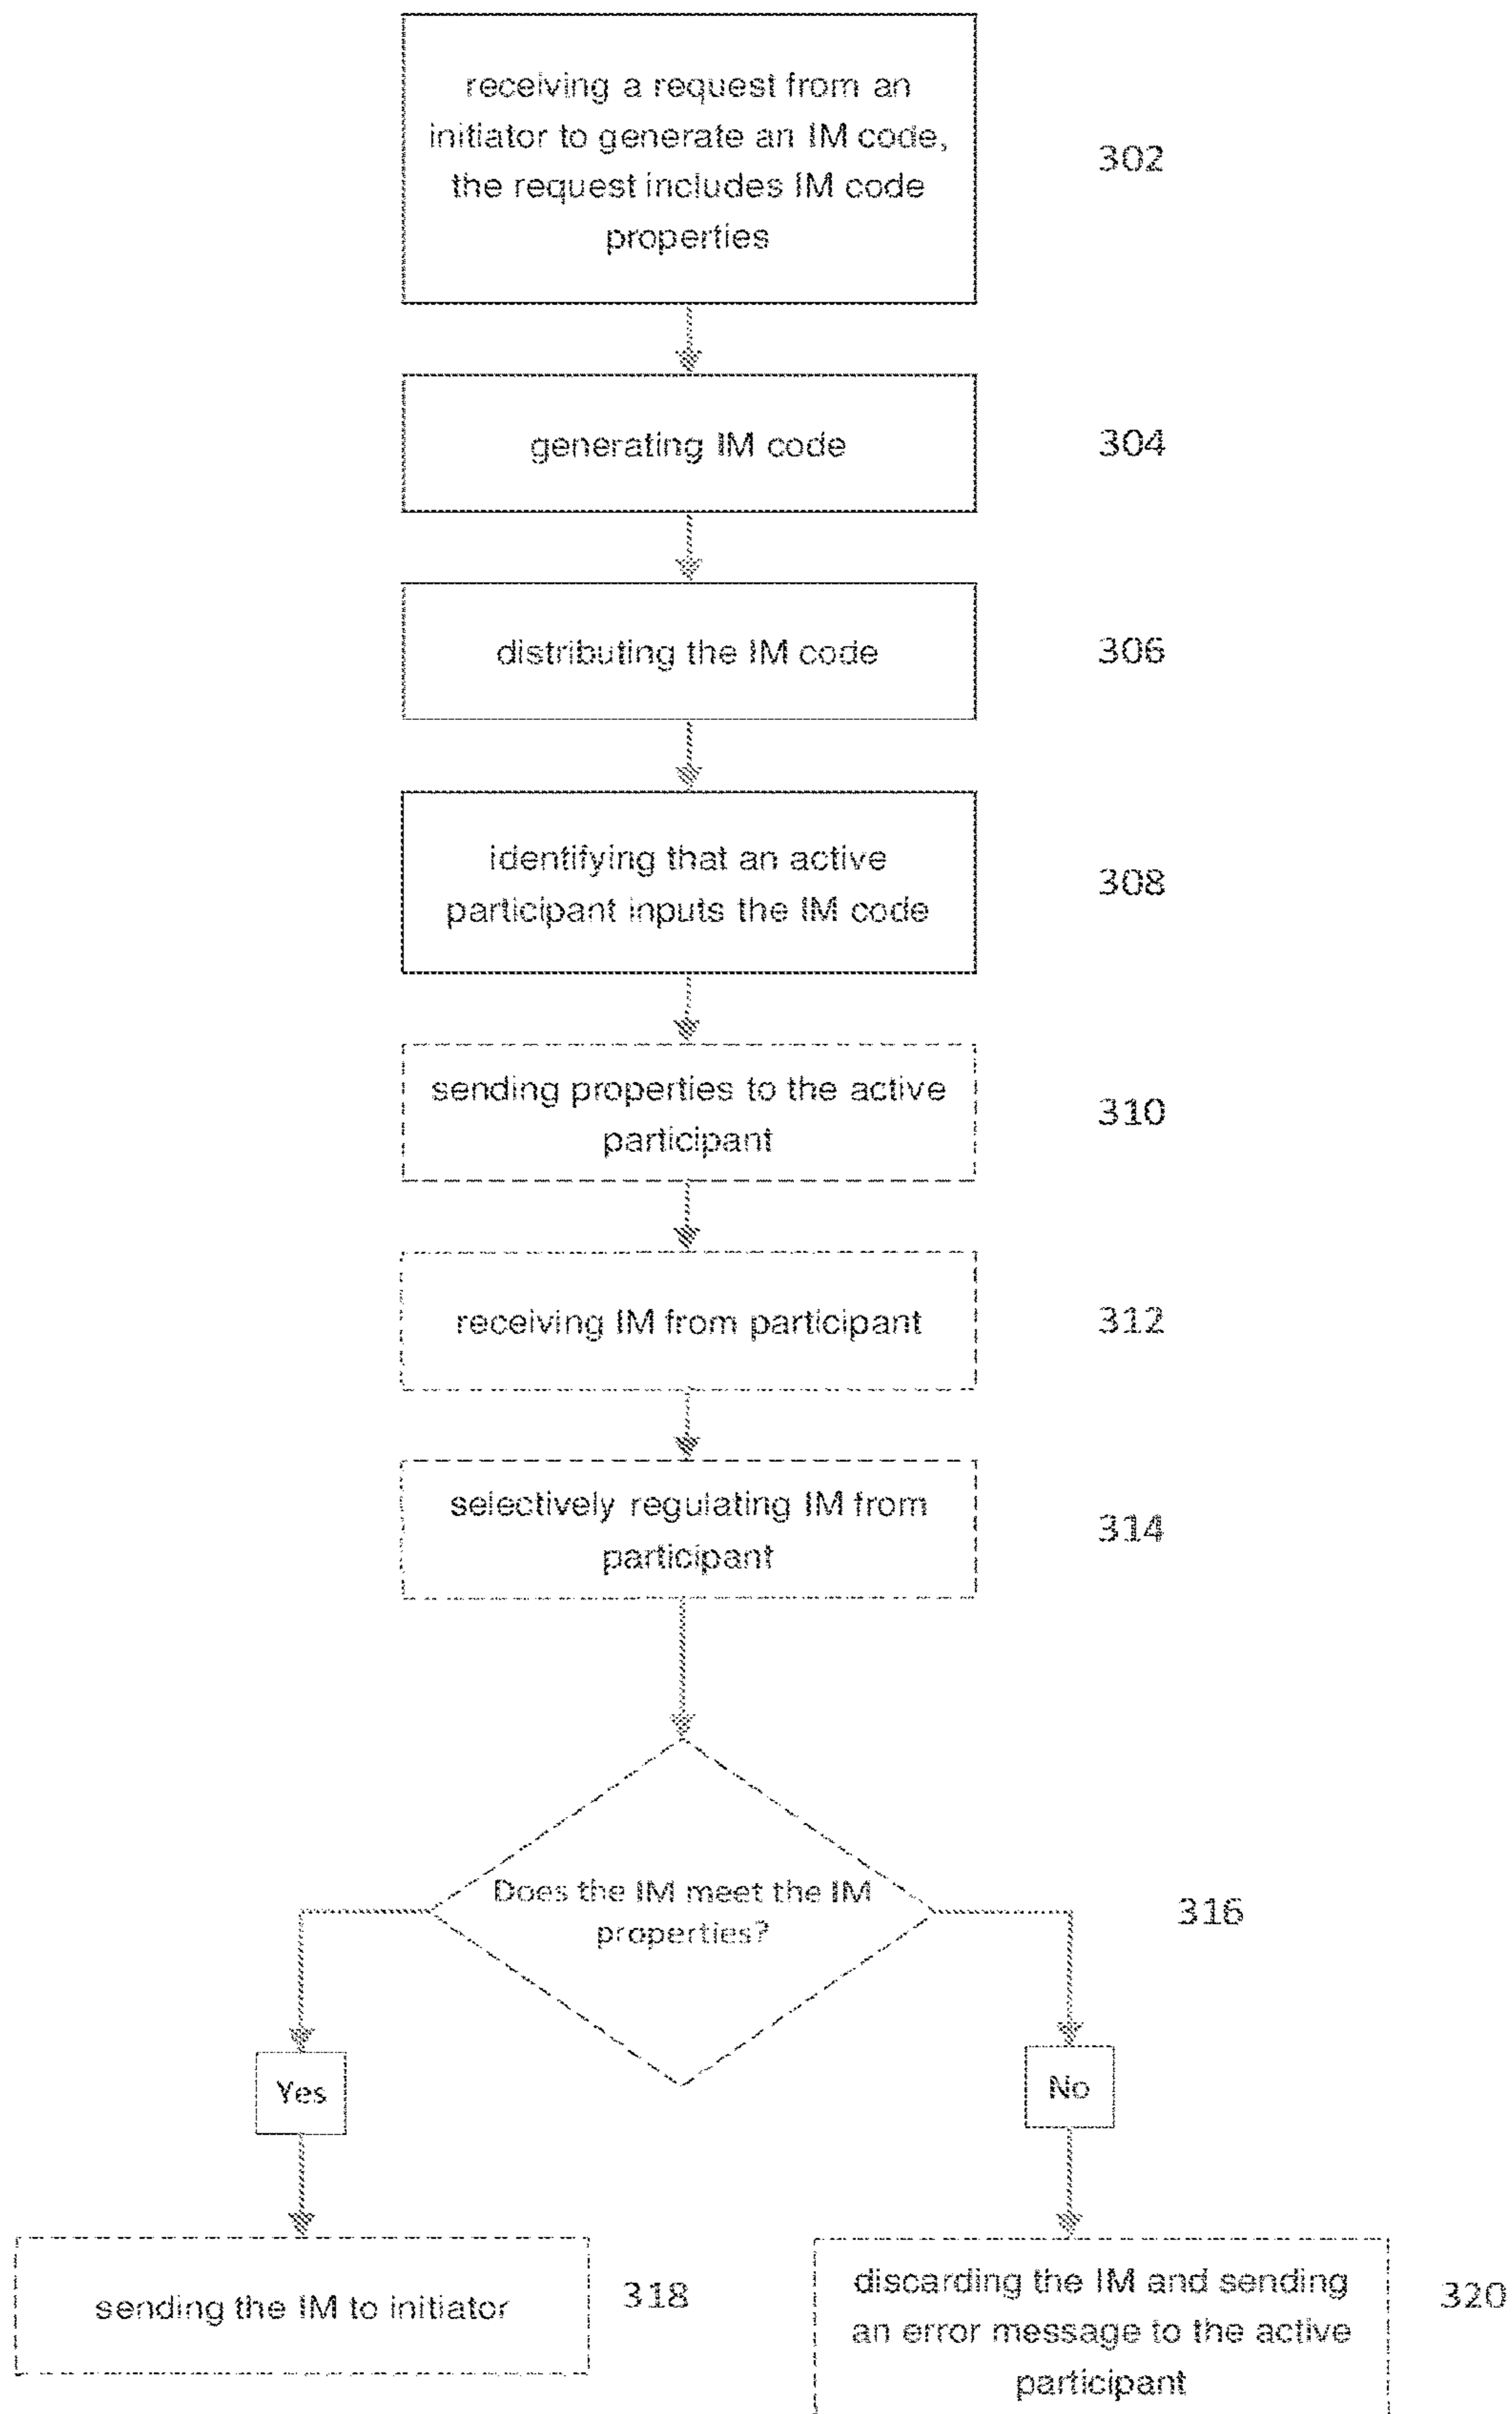 receiving a request from an
initiator to generate an IM code,
the request includes IM code
properties
302
generating IM code
304
distributing the IM code
306
identifying that an active
participant inputs the IM code
308
sending properties to the active
participant
310
receiving IM from participant
312
selectively regulating IM from
participant
314
Does the IM meet the IM
properties?
316
Yes
No
sending the IM to initiator
318
discarding the IM and sending
an error message to the active
participant
320